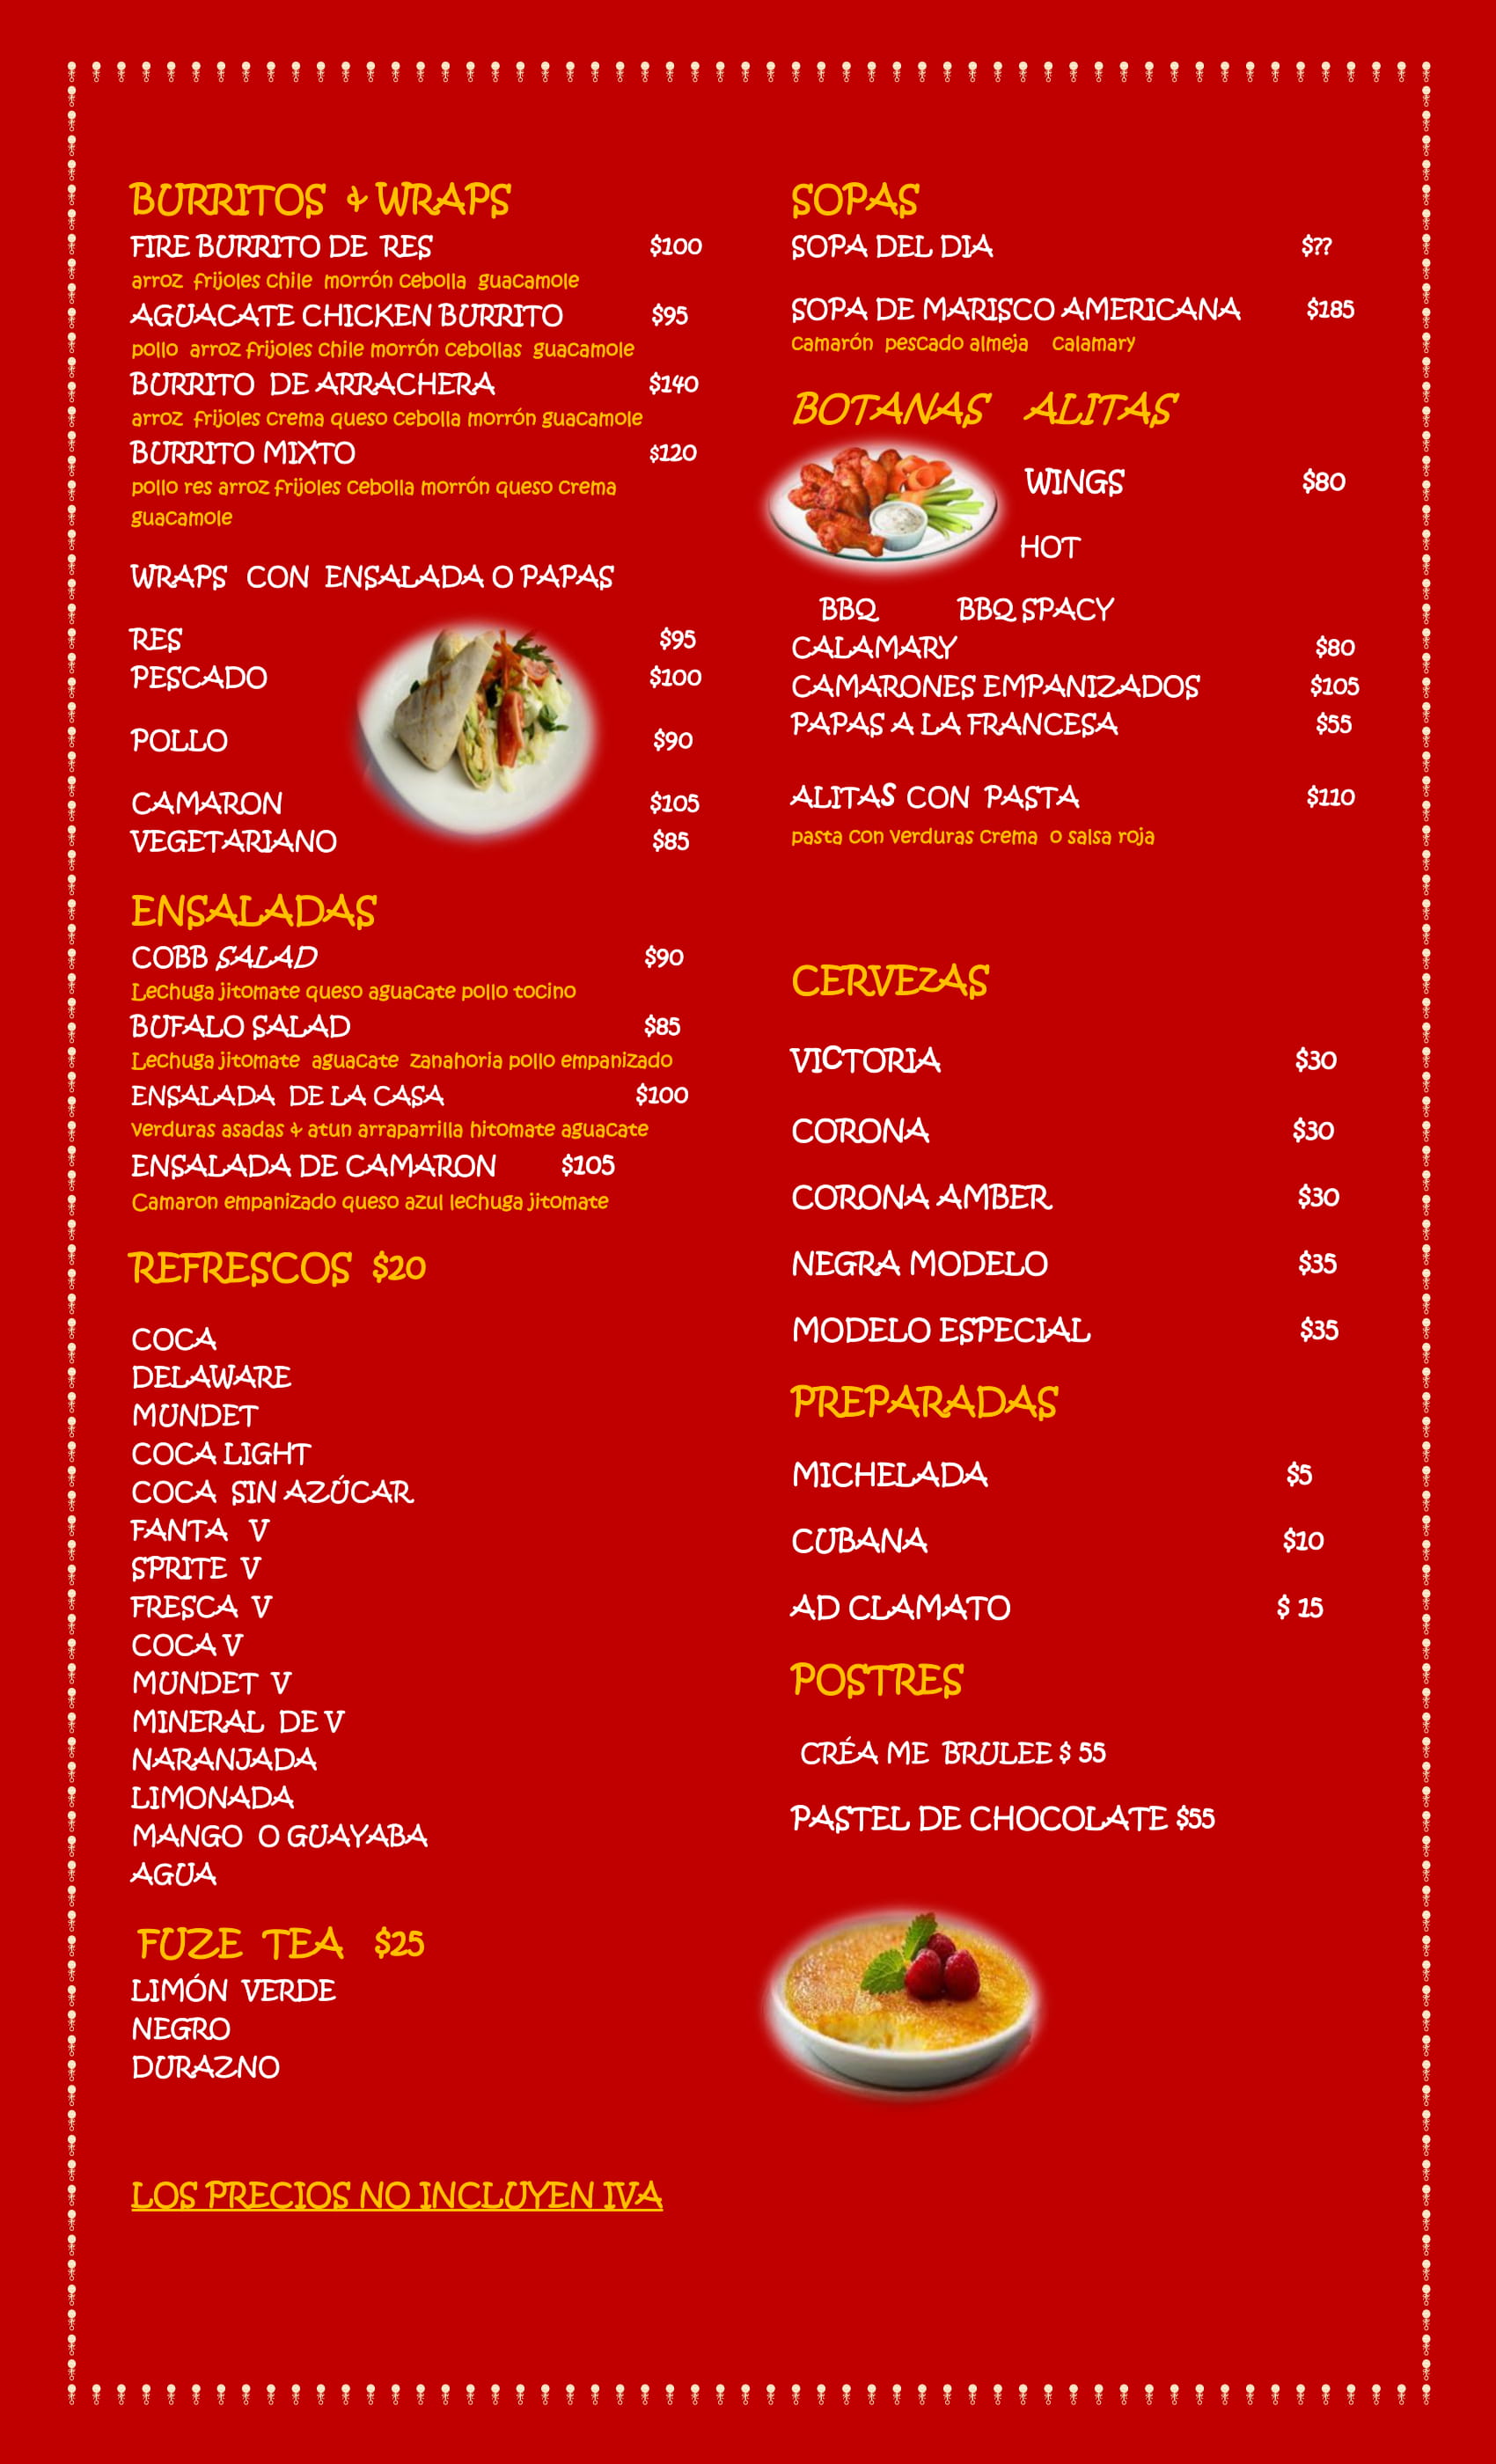 BURRITOS & WRAPS
FIRE BURRITO DE RES $100
arroz frijoles chile morrón cebolla guacamole
AGUACATE CHICKEN BURRITO $95
pollo arroz frijoles chile morrón cebollas guacamole
BURRITO DE ARRACHERA $140
arroz frijoles crema queso cebolla morrón guacamole
BURRITO MIXTO $120
pollo res arroz frijoles cebolla morrón queso crema
guacamole
WRAPS CON ENSALADA O PAPAS
RES $95
PESCADO $100
POLLO $90
CAMARON $105
VEGETARIANO $85
ENSALADAS
COBB SALAD $90
Lechuga jitomate queso aguacate pollo tocino
BUFALO SALAD $85
Lechuga jitomate aguacate zanahoria pollo empanizado
ENSALADA DE LA CASA $100
verduras asadas & atun arraparrilla hitomate aguacate
ENSALADA DE CAMARON $105
Camaron empanizado queso azul lechuga jitomate
REFRESCOS $20
COCA
DELAWARE
MUNDET
COCA LIGHT
COCA SIN AZÚCAR
FANTA V
SPRITE V
FRESCA V
COCA V
MUNDET V
MINERAL DE V
NARANJADA
LIMONADA
MANGO O GUAYABA
AGUA
FUZE TEA $25
LIMÓN VERDE
NEGRO
DURAZNO
LOS PRECIOS NO INCLUYEN IVA
SOPAS
SOPA DEL DIA $??
SOPA DE MARISCO AMERICANA $185
camarón pescado almeja calamary
BOTANAS ALITAS
WINGS $80
HOT
BBQ BBQ SPACY
CALAMARY $80
CAMARONES EMPANIZADOS $105
PAPAS A LA FRANCESA $55
ALITAS CON PASTA $110
pasta con verduras crema o salsa roja
CERVEZAS
VICTORIA $30
CORONA $30
CORONA AMBER $30
NEGRA MODELO $35
MODELO ESPECIAL $35
PREPARADAS
MICHELADA $5
CUBANA $10
AD CLAMATO $ 15
POSTRES
CRÉA ME BRULEE $ 55
PASTEL DE CHOCOLATE $55